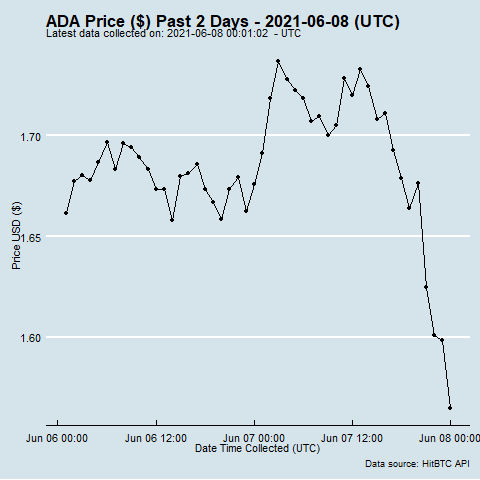 ADA Price ($) Past 2 Days - 2021-06-08 (UTC)
Latest data collected on: 2021-06-08 00:01:02 - UTC
Price USD ($)
1.70
1.65
1.60
Jun 06 00:00 Jun 06 12:00 Jun 07 00:00 Jun 07 12:00 Jun 08 00:00
Date Time Collected (UTC)
Data source: HitBTC API